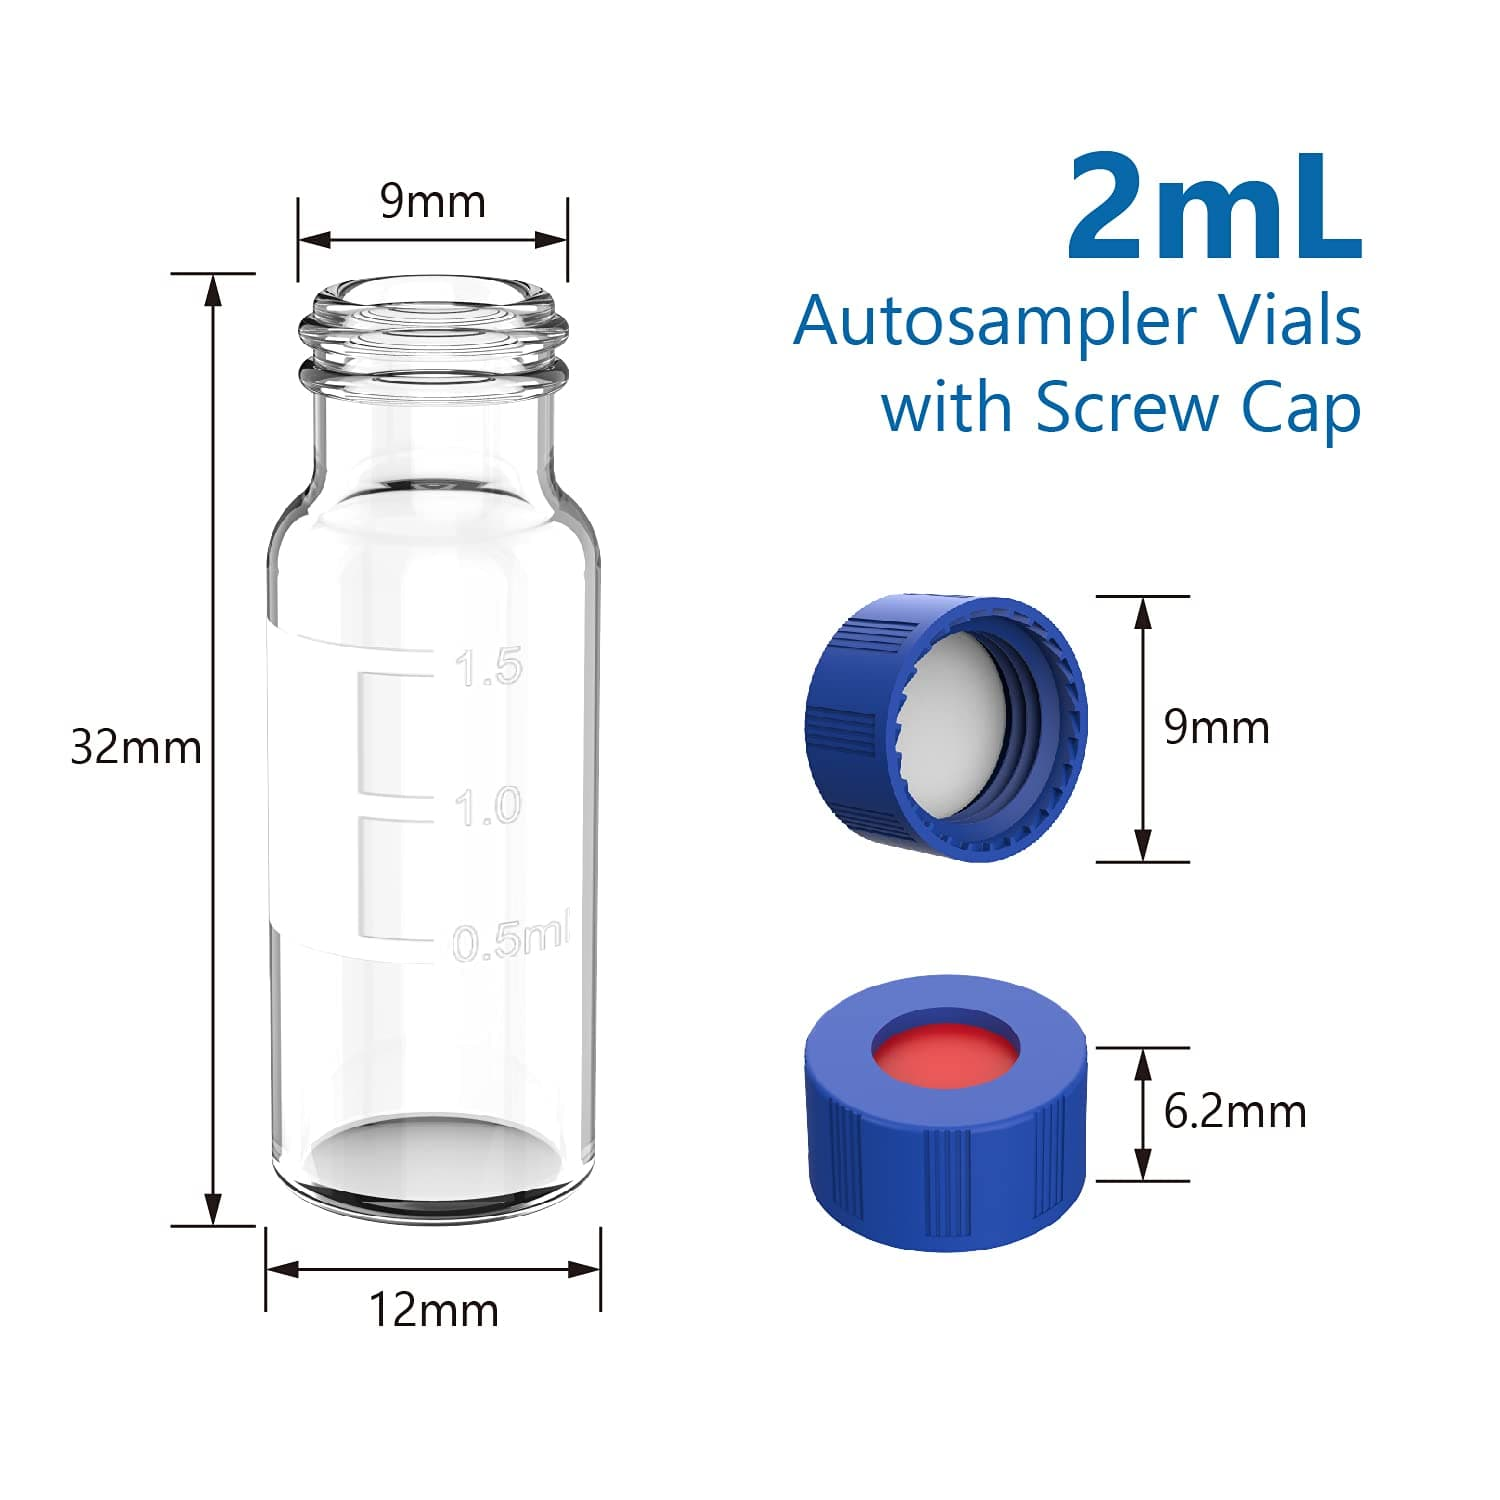 2mL
Autosampler Vials
with Screw Cap
9mm
32mm
1.5
1.0
0.5ml
12mm
9mm
6.2mm